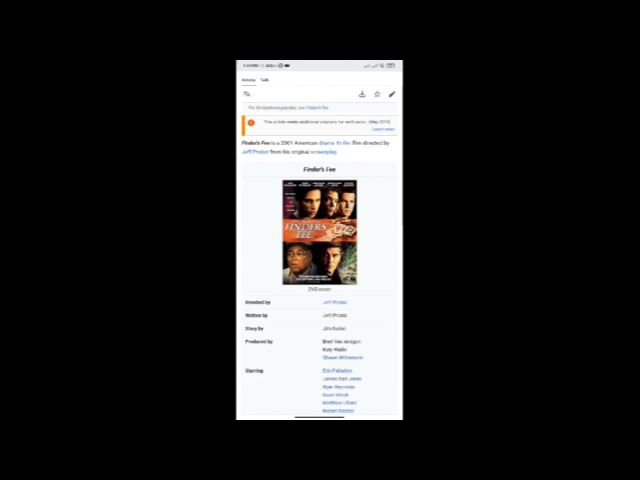 Article Talk
For the business practice, see Finder's fee.
This article needs additional citations for verification. (May 2015)
Learn more
Finder's Fee is a 2001 American drama thriller film directed by
Jeff Probst from his original screenplay.
Finder's Fee
FINDER'S
FEE
DVD cover
Directed by Jeff Probst
Written by Jeff Probst
Story by Jim Gulian
Produced by Brad Van Arragon
Katy Wallin
Shawn Williamson
Starring Erik Palladino
James Earl Jones
Ryan Reynolds
Dash Mihok
Matthew Lillard
Robert Forster